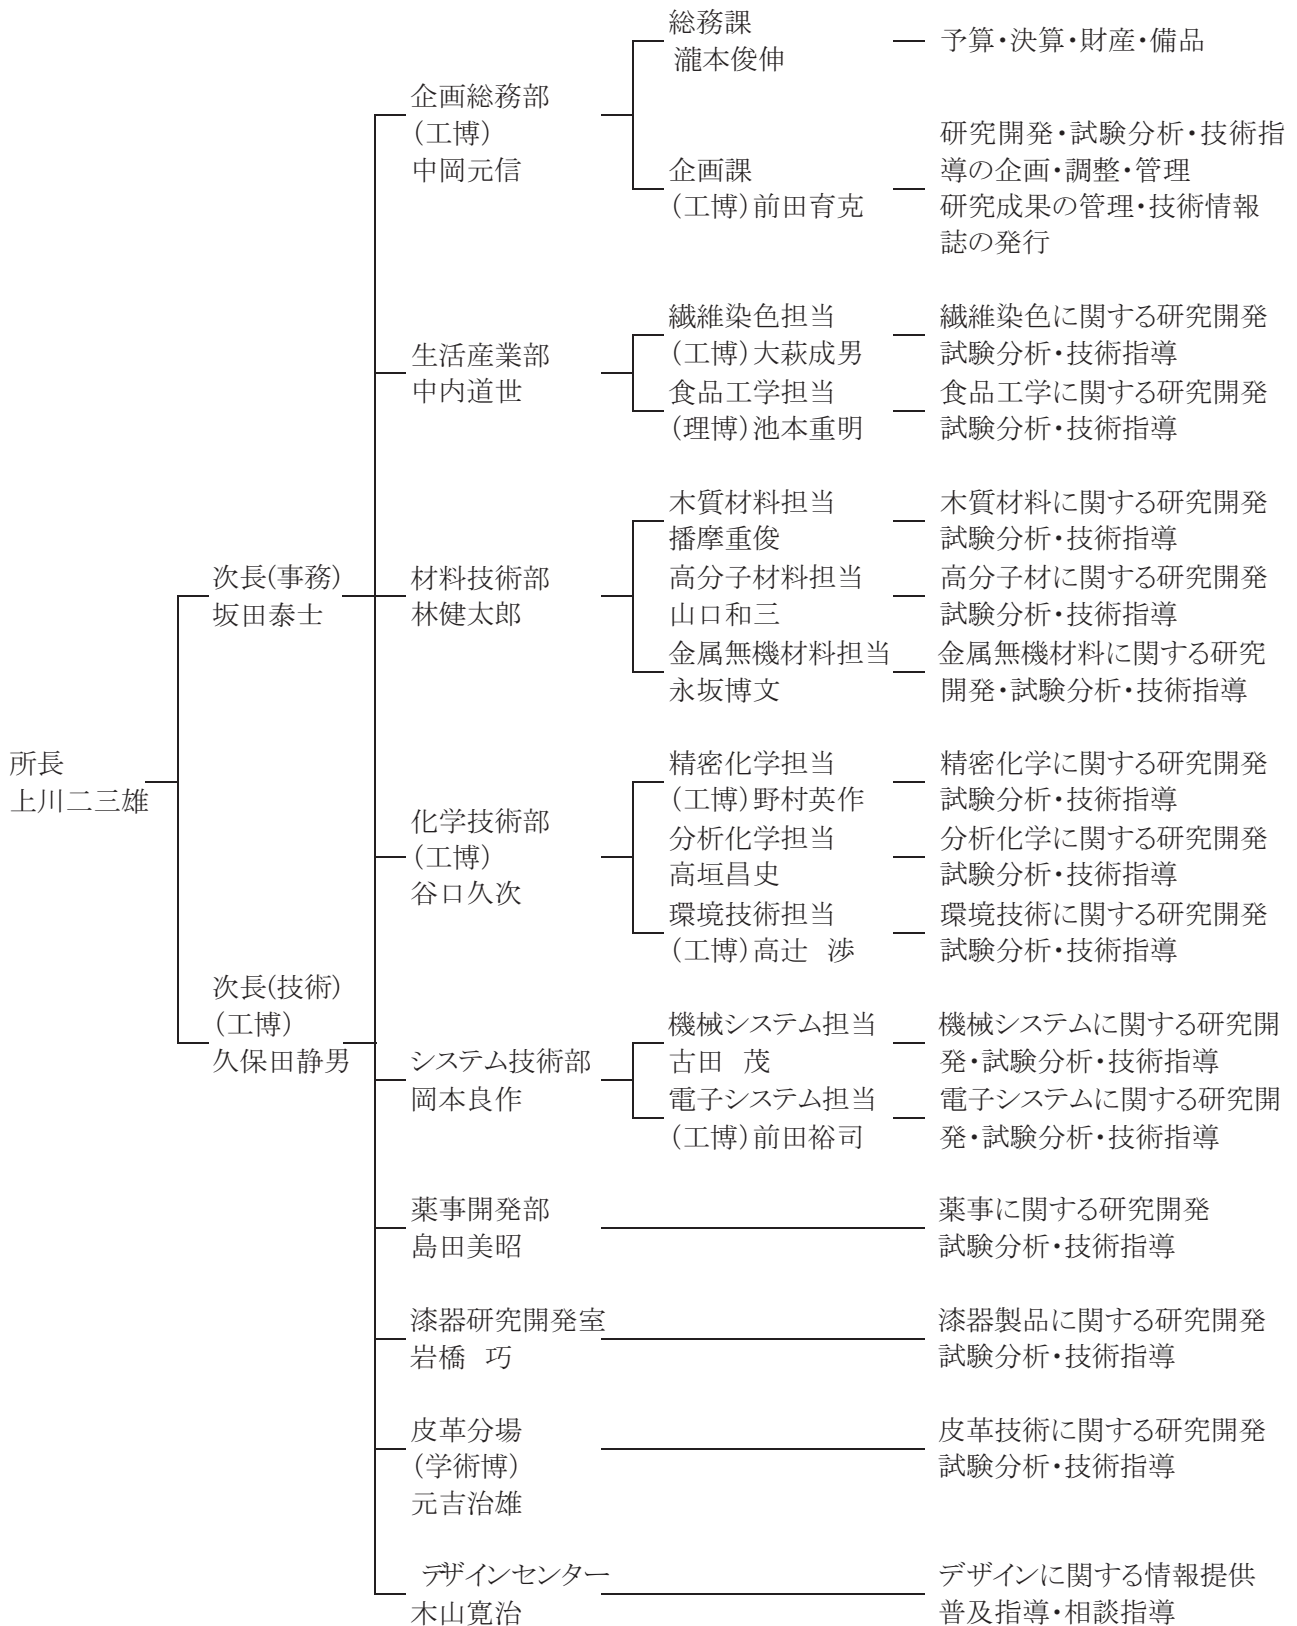 所長
上川二三雄
次長(事務)
坂田泰士
次長(技術)
(工博)
久保田静男
企画総務部
(工博)
中岡元信
総務課
瀧本俊伸
予算・決算・財産・備品
企画課
(工博)前田育克
研究開発・試験分析・技術指
導の企画・調整・管理
研究成果の管理・技術情報
誌の発行
生活産業部
中内道世
繊維染色担当
(工博)大萩成男
繊維染色に関する研究開発
試験分析・技術指導
食品工学担当
(理博)池本重明
食品工学に関する研究開発
試験分析・技術指導
材料技術部
林健太郎
木質材料担当
播摩重俊
木質材料に関する研究開発
試験分析・技術指導
高分子材料担当
山口和三
高分子材に関する研究開発
試験分析・技術指導
金属無機材料担当
永坂博文
金属無機材料に関する研究
開発・試験分析・技術指導
化学技術部
(工博)
谷口久次
精密化学担当
(工博)野村英作
精密化学に関する研究開発
試験分析・技術指導
分析化学担当
高垣昌史
分析化学に関する研究開発
試験分析・技術指導
環境技術担当
(工博)高辻 渉
環境技術に関する研究開発
試験分析・技術指導
システム技術部
岡本良作
機械システム担当
古田 茂
機械システムに関する研究開
発・試験分析・技術指導
電子システム担当
(工博)前田裕司
電子システムに関する研究開
発・試験分析・技術指導
薬事開発部
島田美昭
薬事に関する研究開発
試験分析・技術指導
漆器研究開発室
岩橋 巧
漆器製品に関する研究開発
試験分析・技術指導
皮革分場
(学術博)
元吉治雄
皮革技術に関する研究開発
試験分析・技術指導
デザインセンター
木山寛治
デザインに関する情報提供
普及指導・相談指導